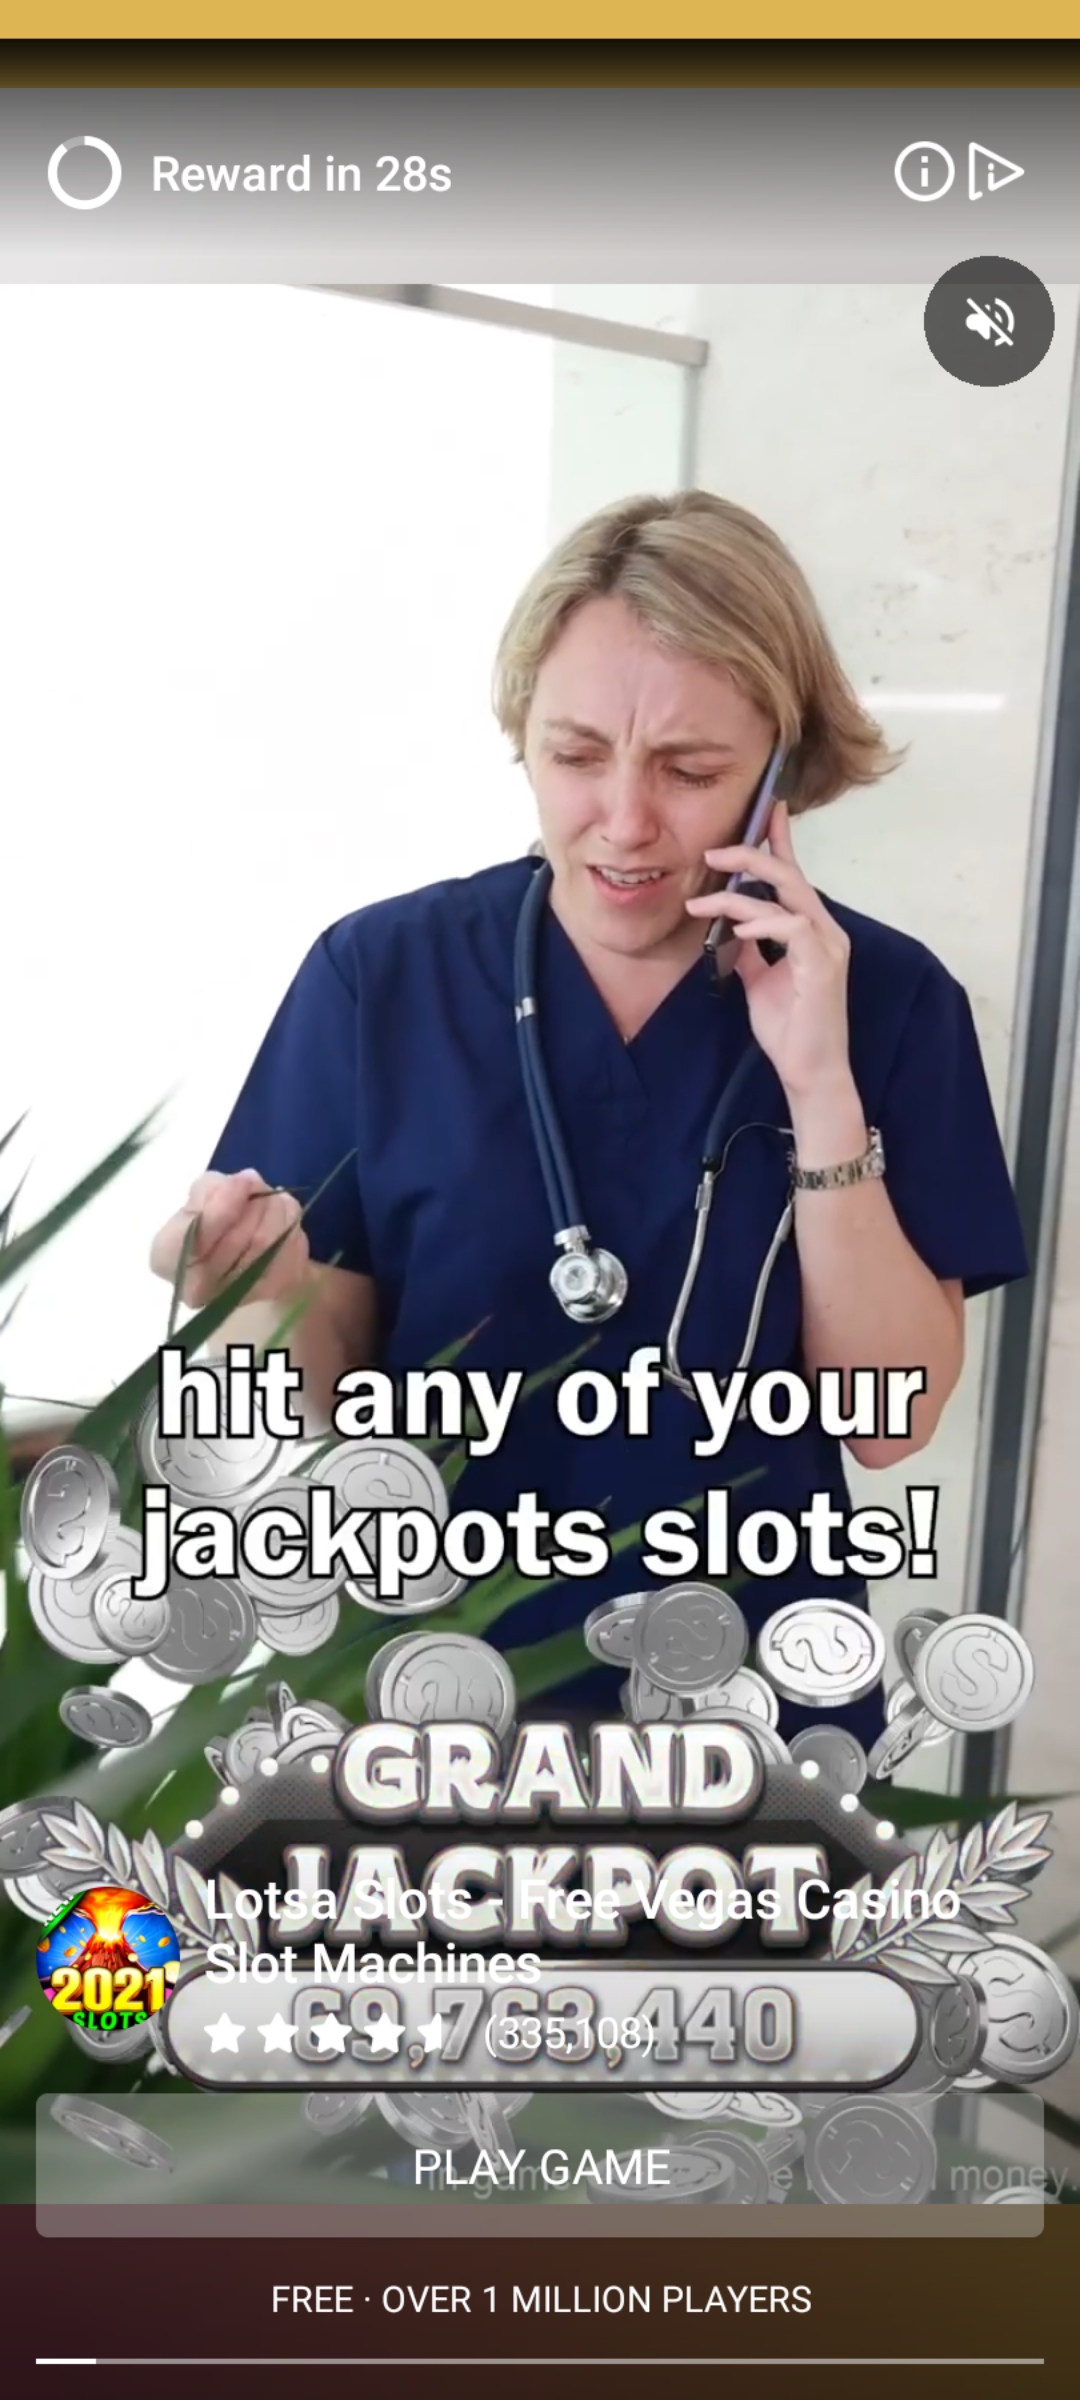 Reward in 28s
hit any of your
jackpots slots!
GRAND
JACKPOT
Lotsa Slots - Free Vegas Casino
Slot Machines
2021
SLOTS
69,763,440
(335,108)
PLAY GAME
money.
FREE · OVER 1 MILLION PLAYERS